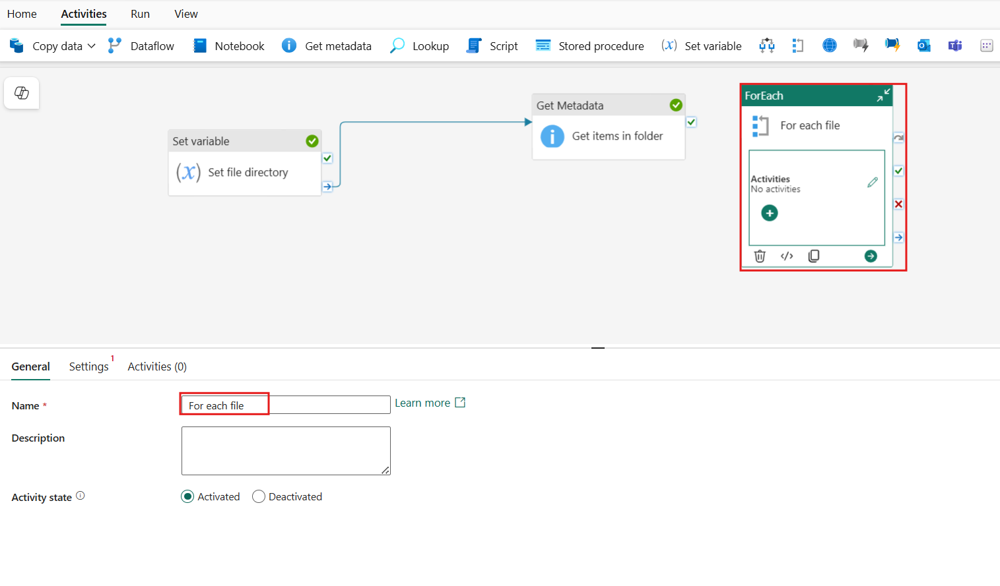 Home Activities Run View
Copy data Dataflow Notebook Get metadata Lookup Script Stored procedure (x) Set variable
Set variable
(x) Set file directory
Get Metadata
Get items in folder
ForEach
For each file
Activities
No activities
General Settings 1 Activities (0)
Name * For each file Learn more
Description
Activity state Activated Deactivated